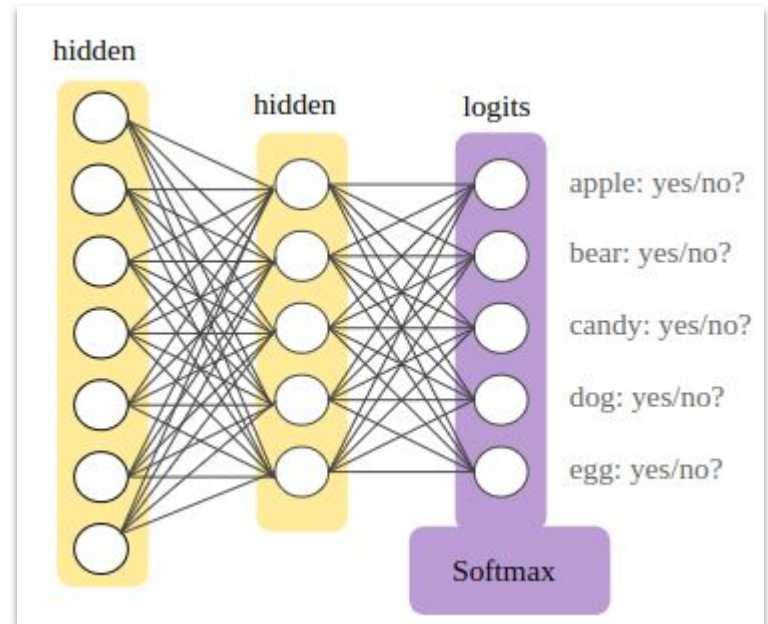 hidden
hidden
logits
apple: yes/no?
bear: yes/no?
candy: yes/no?
dog: yes/no?
egg: yes/no?
Softmax